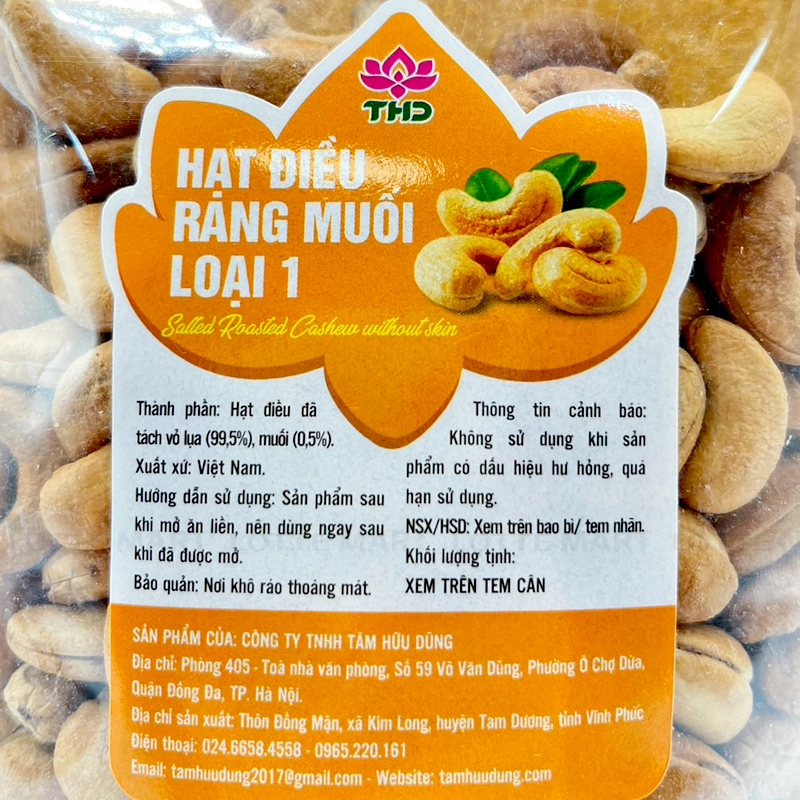 THD
HẠT ĐIỀU
RANG MUỐI
LOẠI 1
Salted Roasted Cashew without skin
Thành phần: Hạt điều đã
tách vỏ lụa (99,5%), muối (0,5%).
Xuất xứ: Việt Nam.
Hướng dẫn sử dụng: Sản phẩm sau
khi mở ăn liền, nên dùng ngay sau
khi đã được mở.
Bảo quản: Nơi khô ráo thoáng mát.
Thông tin cảnh báo:
Không sử dụng khi sản
phẩm có dấu hiệu hư hỏng, quá
hạn sử dụng.
NSX/HSD: Xem trên bao bì/ tem nhãn.
Khối lượng tịnh:
XEM TRÊN TEM CÂN
SẢN PHẨM CỦA: CÔNG TY TNHH TÂM HỮU DŨNG
Địa chỉ: Phòng 405 - Toà nhà văn phòng, Số 59 Võ Văn Dũng, Phường Ô Chợ Dừa,
Quận Đống Đa, TP. Hà Nội.
Địa chỉ sản xuất: Thôn Đồng Mận, xã Kim Long, huyện Tam Dương, tỉnh Vĩnh Phúc
Điện thoại: 024.6658.4558 - 0965.220.161
Email: tamhuudung2017@gmail.com - Website: tamhuudung.com